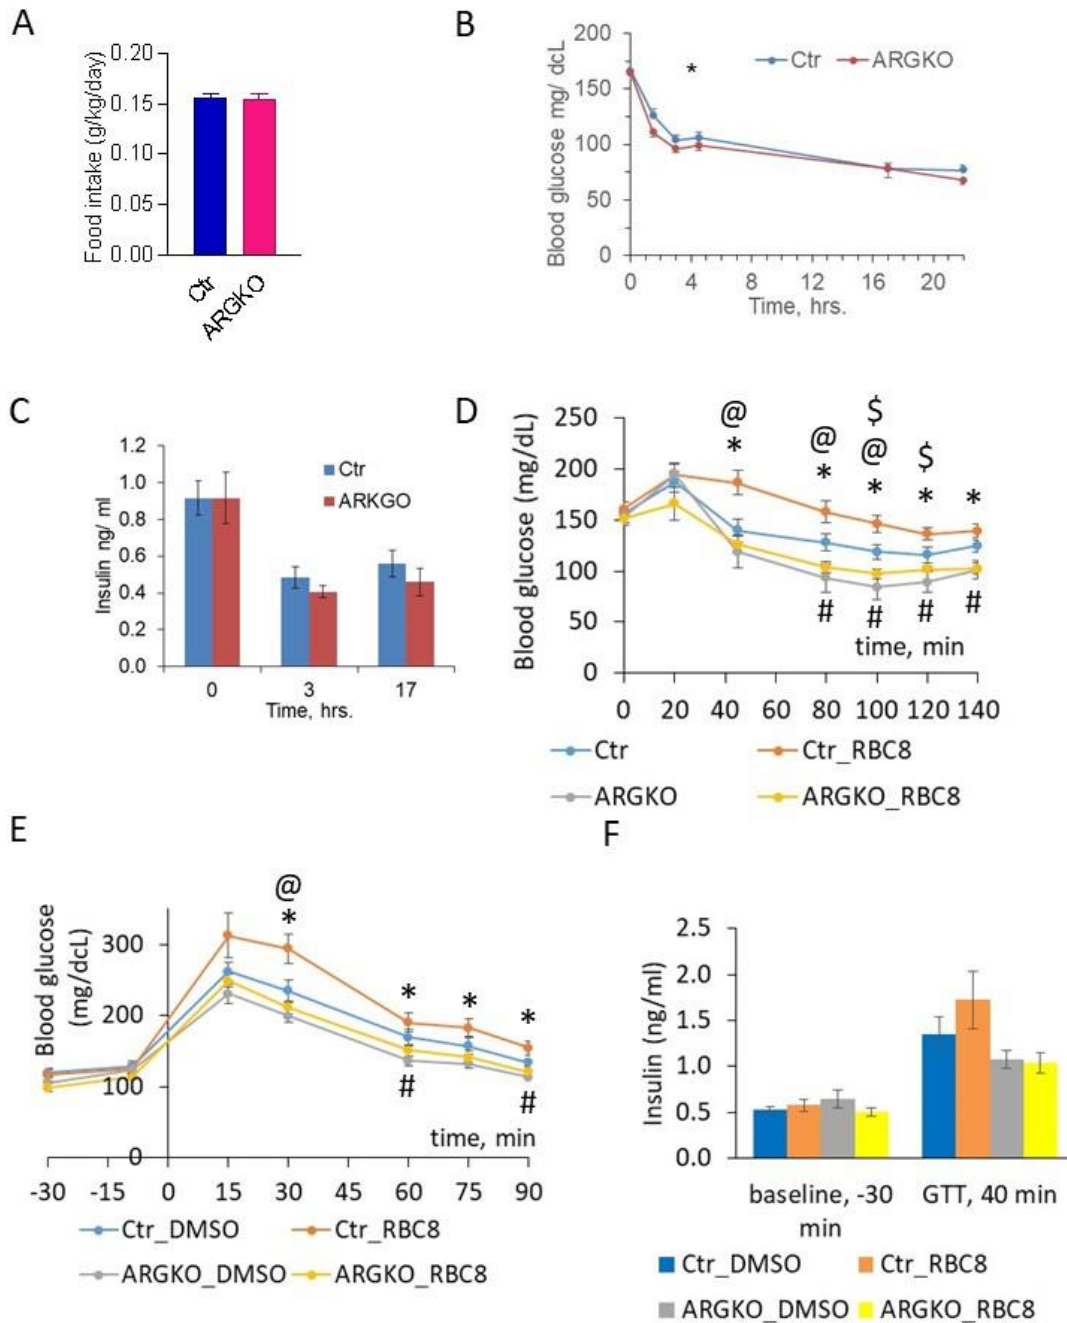 A
Food intake (g/kg/day)
0.20
0.15
0.10
0.05
0.00
Ctr
ARGKO
B
Blood glucose mg/ dcL
200
150
100
50
0
*
Ctr
ARGKO
0 4 8 12 16 20
Time, hrs.
C
Insulin ng/ ml
1.2
1.0
0.8
0.6
0.4
0.2
0.0
Ctr
ARKGO
0 3 17
Time, hrs.
D
Blood glucose (mg/dL)
250
200
150
100
50
0
$
@ @ @ $
* * * * *
# # # #
time, min
0 20 40 60 80 100 120 140
Ctr
Ctr_RBC8
ARGKO
ARGKO_RBC8
E
Blood glucose
(mg/dcL)
300
200
100
0
@
* * * *
# #
time, min
-30 -15 0 15 30 45 60 75 90
Ctr_DMSO
Ctr_RBC8
ARGKO_DMSO
ARGKO_RBC8
F
Insulin (ng/ml)
2.5
2.0
1.5
1.0
0.5
0.0
baseline, -30
min
GTT, 40 min
Ctr_DMSO
Ctr_RBC8
ARGKO_DMSO
ARGKO_RBC8